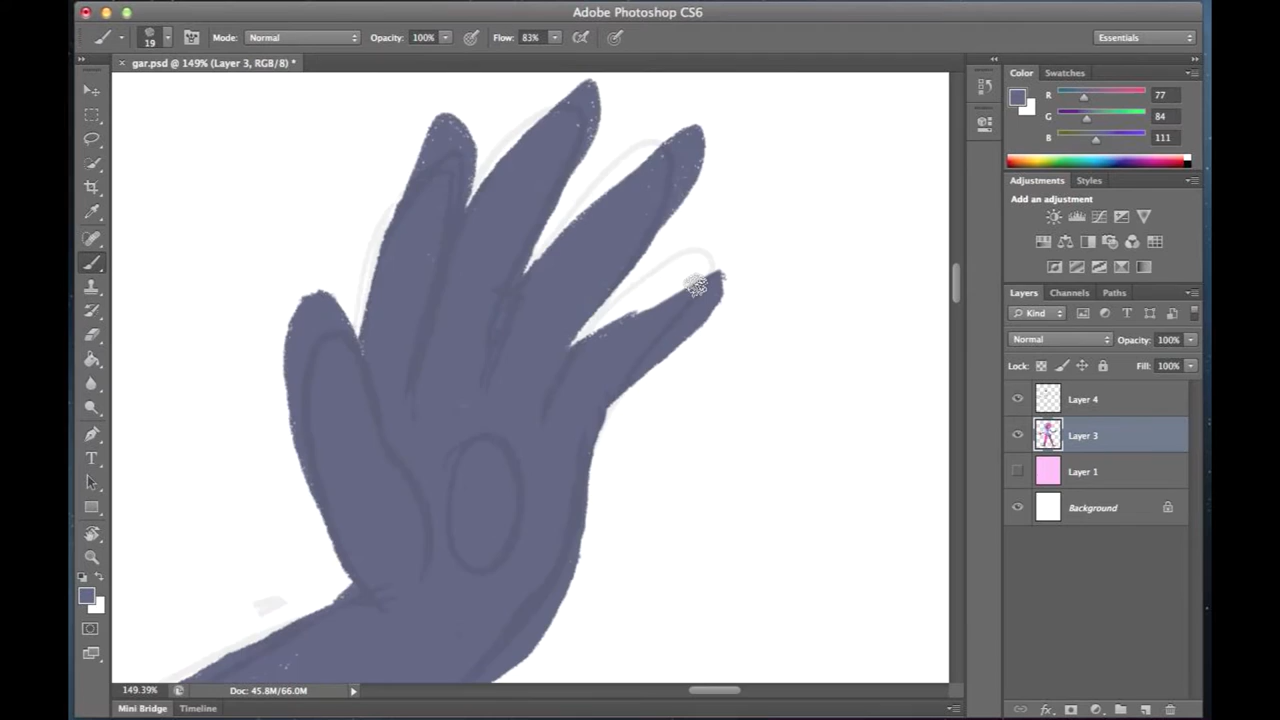 Adobe Photoshop CS6
19 Mode: Normal Opacity: 100% Flow: 83% Essentials
× gar.psd @ 149% (Layer 3, RGB/8) *
Color Swatches
R 77
G 84
B 111
Adjustments Styles
Add an adjustment
Layers Channels Paths
Kind
Normal Opacity: 100%
Lock: Fill: 100%
Layer 4
Layer 3
Layer 1
Background
149.39% Doc: 45.8M/66.0M
Mini Bridge Timeline